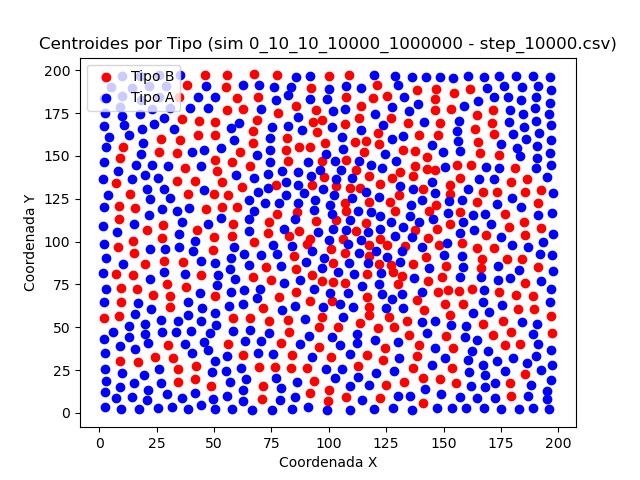 Centroides por Tipo (sim 0_10_10_10000_1000000 - step_10000.csv)
Tipo B
Tipo A
200
175
150
125
100
75
50
25
0
Coordenada Y
0 25 50 75 100 125 150 175 200
Coordenada X